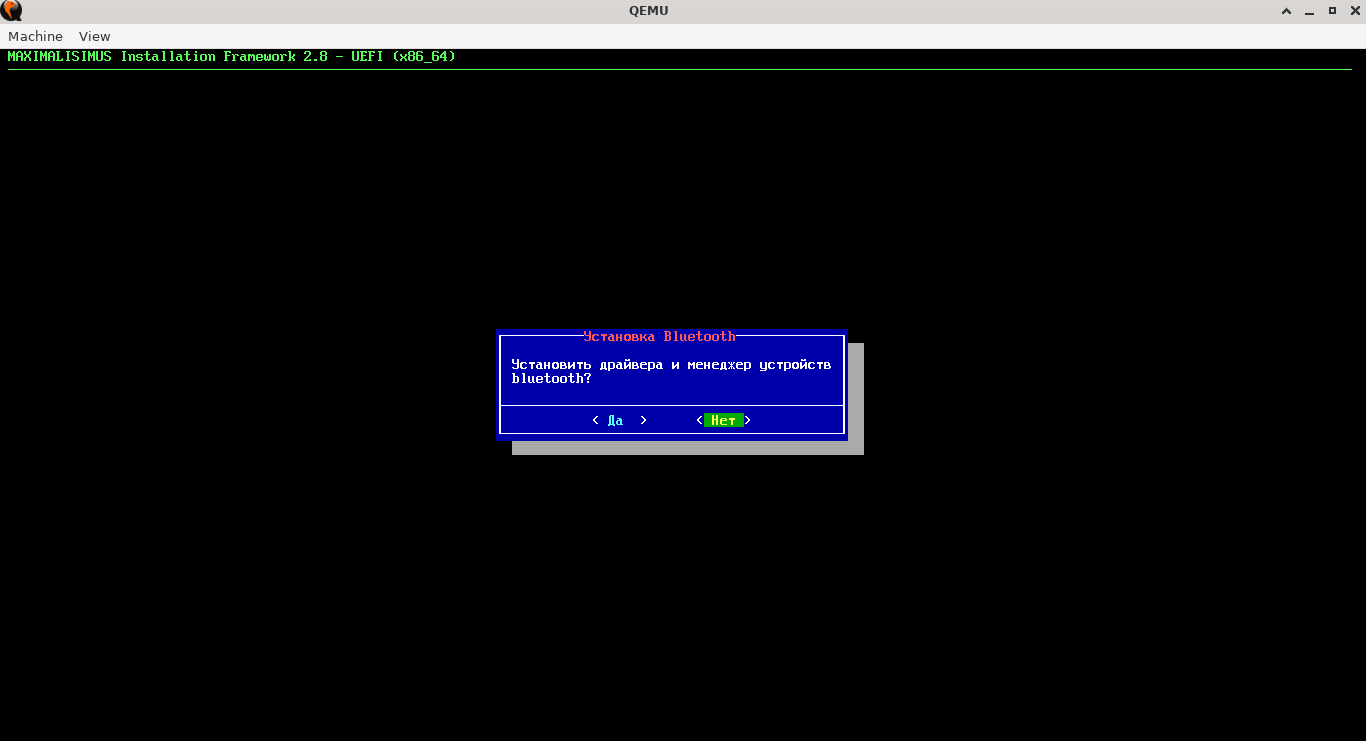 QEMU
Machine View
MAXIMALISIMUS Installation Framework 2.8 - UEFI (x86_64)
Установка Bluetooth
Установить драйвера и менеджер устройств
bluetooth?
< Да > < Нет >